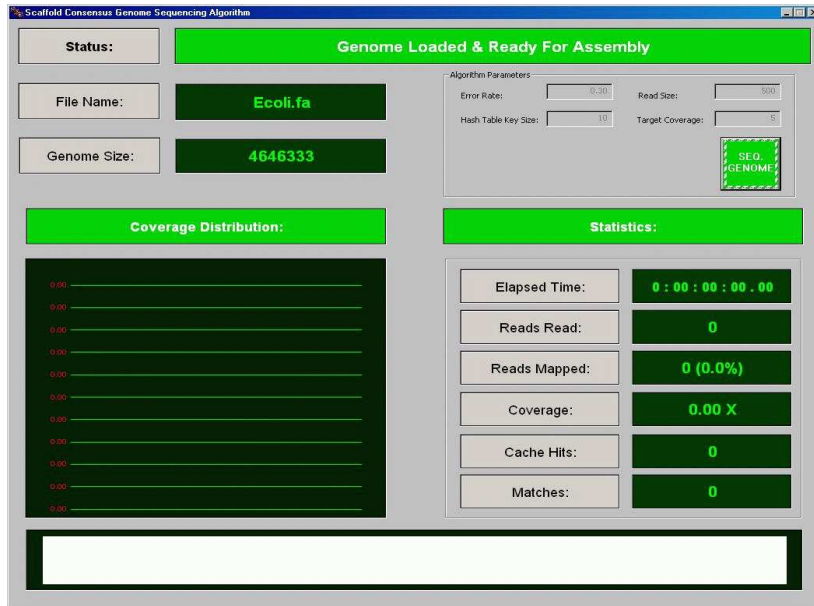 Scaffold Consensus Genome Sequencing Algorithm
Status:
Genome Loaded & Ready For Assembly
File Name:
Ecoli.fa
Genome Size:
4646333
Algorithm Parameters
Error Rate:
0.30
Read Size:
500
Hash Table Key Size:
10
Target Coverage:
5
SEQ.
GENOME
Coverage Distribution:
0.00
0.00
0.00
0.00
0.00
0.00
0.00
0.00
0.00
0.00
0.00
Statistics:
Elapsed Time:
0 : 00 : 00 : 00 . 00
Reads Read:
0
Reads Mapped:
0 (0.0%)
Coverage:
0.00 X
Cache Hits:
0
Matches:
0